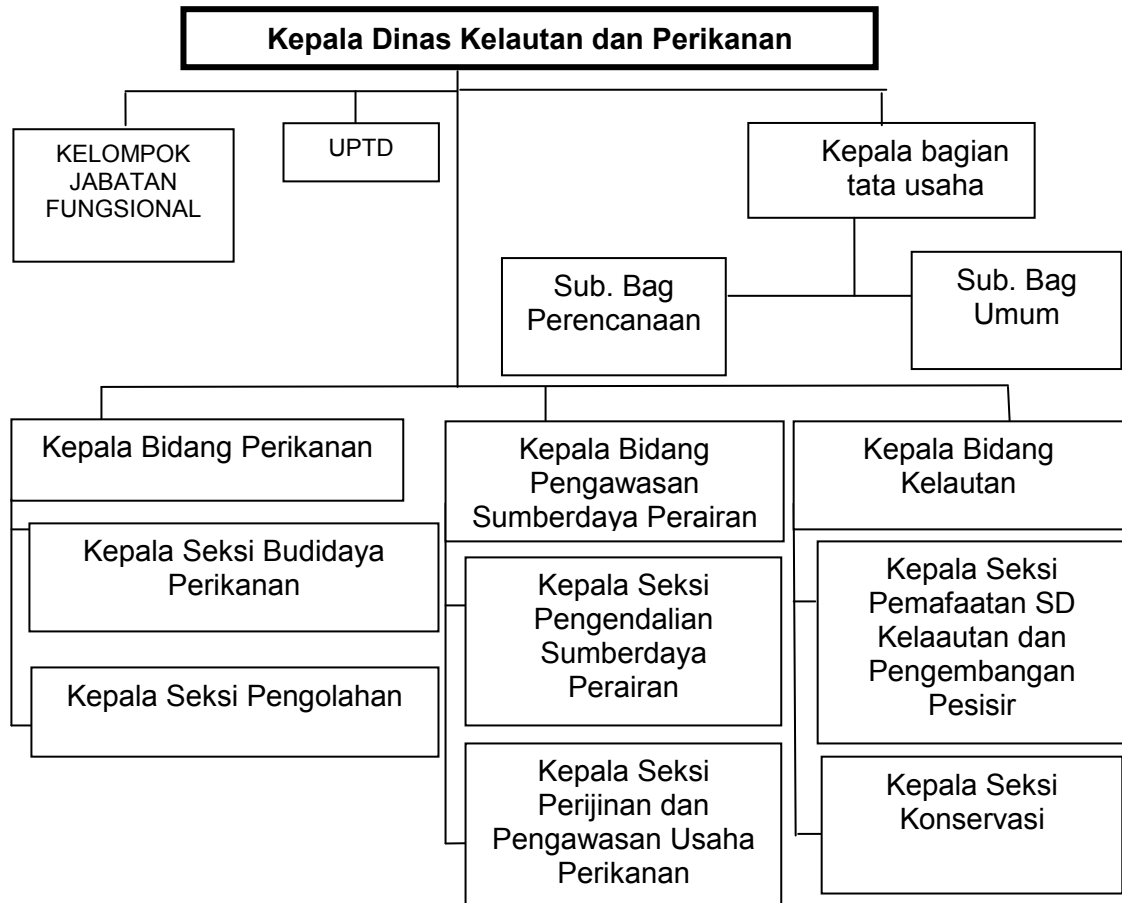 Kepala Dinas Kelautan dan Perikanan
KELOMPOK
JABATAN
FUNGSIONAL
UPTD
Kepala bagian
tata usaha
Sub. Bag
Perencanaan
Sub. Bag
Umum
Kepala Bidang Perikanan
Kepala Seksi Budidaya
Perikanan
Kepala Seksi Pengolahan
Kepala Bidang
Pengawasan
Sumberdaya Perairan
Kepala Seksi
Pengendalian
Sumberdaya
Perairan
Kepala Seksi
Perijinan dan
Pengawasan Usaha
Perikanan
Kepala Bidang
Kelautan
Kepala Seksi
Pemafaatan SD
Kelaautan dan
Pengembangan
Pesisir
Kepala Seksi
Konservasi